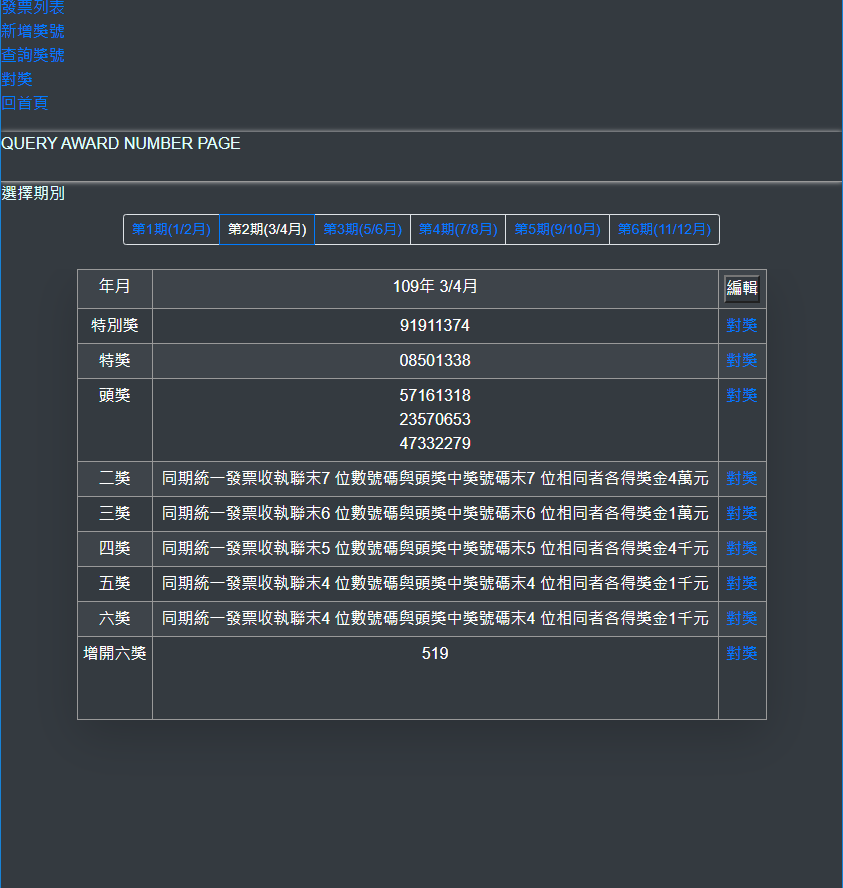 發票列表
新增獎號
查詢獎號
對獎
回首頁
QUERY AWARD NUMBER PAGE
選擇期別
第1期(1/2月) 第2期(3/4月) 第3期(5/6月) 第4期(7/8月) 第5期(9/10月) 第6期(11/12月)
年月 109年 3/4月 編輯
特別獎 91911374 對獎
特獎 08501338 對獎
頭獎 57161318 對獎
23570653
47332279
二獎 同期統一發票收執聯末7 位數號碼與頭獎中獎號碼末7 位相同者各得獎金4萬元 對獎
三獎 同期統一發票收執聯末6 位數號碼與頭獎中獎號碼末6 位相同者各得獎金1萬元 對獎
四獎 同期統一發票收執聯末5 位數號碼與頭獎中獎號碼末5 位相同者各得獎金4千元 對獎
五獎 同期統一發票收執聯末4 位數號碼與頭獎中獎號碼末4 位相同者各得獎金1千元 對獎
六獎 同期統一發票收執聯末4 位數號碼與頭獎中獎號碼末4 位相同者各得獎金1千元 對獎
增開六獎 519 對獎